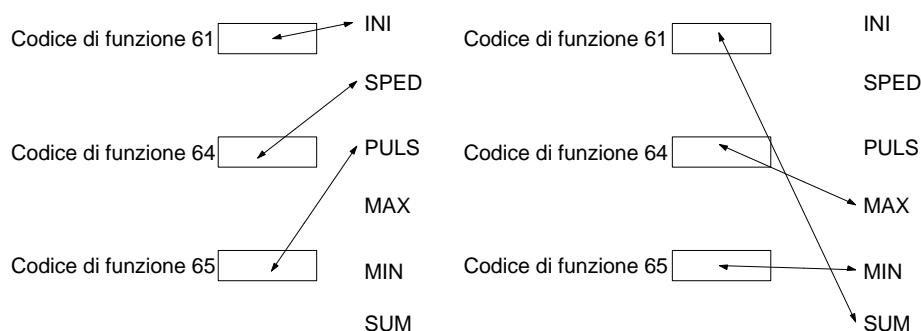 Codice di funzione 61
INI
SPED
Codice di funzione 64
PULS
MAX
Codice di funzione 65
MIN
SUM
Codice di funzione 61
INI
SPED
Codice di funzione 64
PULS
MAX
Codice di funzione 65
MIN
SUM